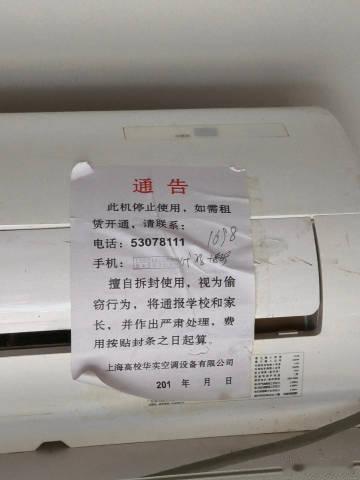 通告
此机停止使用，如需租
赁开通，请联系：
电话：53078111
1698
手机：
擅自拆封使用，视为偷
窃行为，将通报学校和家
长，并作出严肃处理，费
用按贴封条之日起算。
上海高校华实空调设备有限公司
201 年 月 日